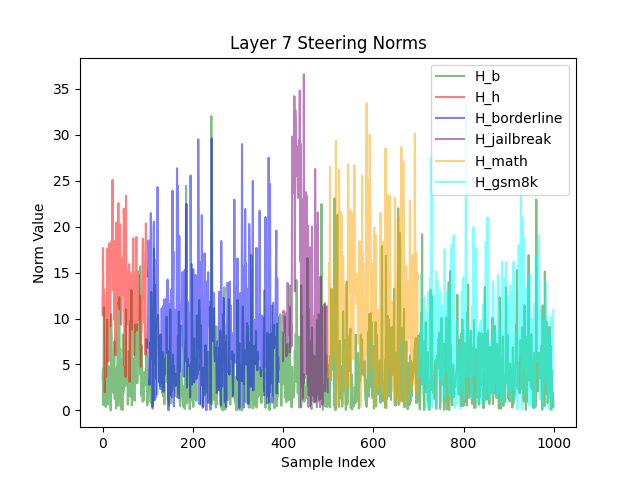 Layer 7 Steering Norms
Norm Value
35
30
25
20
15
10
5
0
H_b
H_h
H_borderline
H_jailbreak
H_math
H_gsm8k
0
200
400
600
800
1000
Sample Index